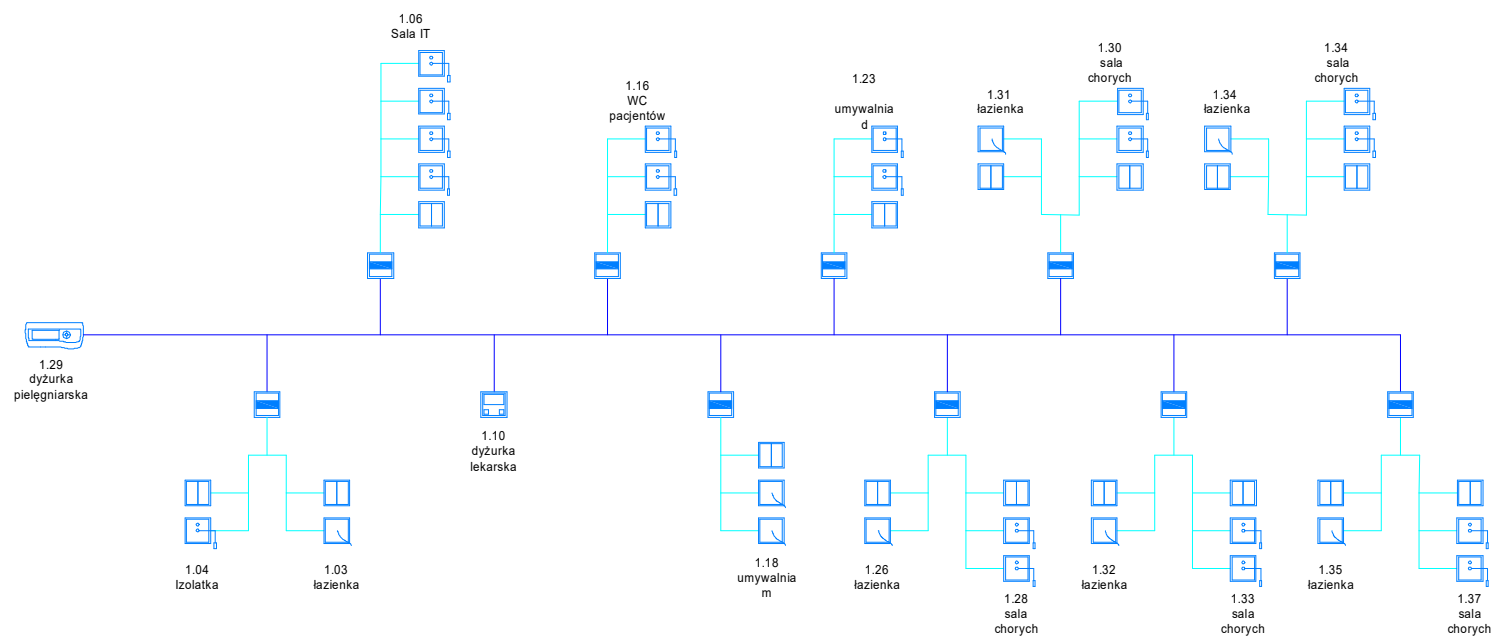 1.06
Sala IT
1.16
WC
pacjentów
1.23
umywalnia
d
1.31
łazienka
1.30
sala
chorych
1.34
łazienka
1.34
sala
chorych
1.29
dyżurka
pielęgniarska
1.04
Izolatka
1.03
łazienka
1.10
dyżurka
lekarska
1.18
umywalnia
m
1.26
łazienka
1.28
sala
chorych
1.32
łazienka
1.33
sala
chorych
1.35
łazienka
1.37
sala
chorych